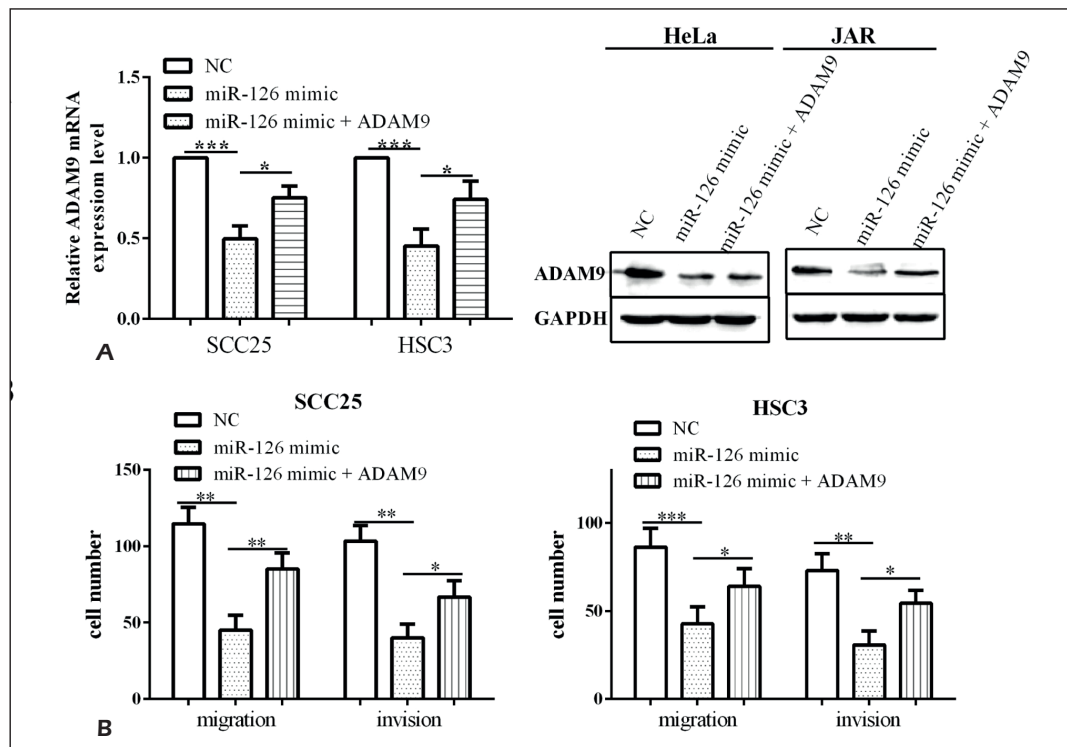 NC
miR-126 mimic
miR-126 mimic + ADAM9
Relative ADAM9 mRNA
expression level
1.5
1.0
0.5
0.0
***
*
***
*
SCC25
HSC3
A
HeLa
JAR
NC
miR-126 mimic
miR-126 mimic + ADAM9
NC
miR-126 mimic
miR-126 mimic + ADAM9
ADAM9
GAPDH
SCC25
NC
miR-126 mimic
miR-126 mimic + ADAM9
cell number
150
100
50
0
**
**
**
*
migration
invision
B
HSC3
NC
miR-126 mimic
miR-126 mimic + ADAM9
cell number
100
50
0
***
*
**
*
migration
invision